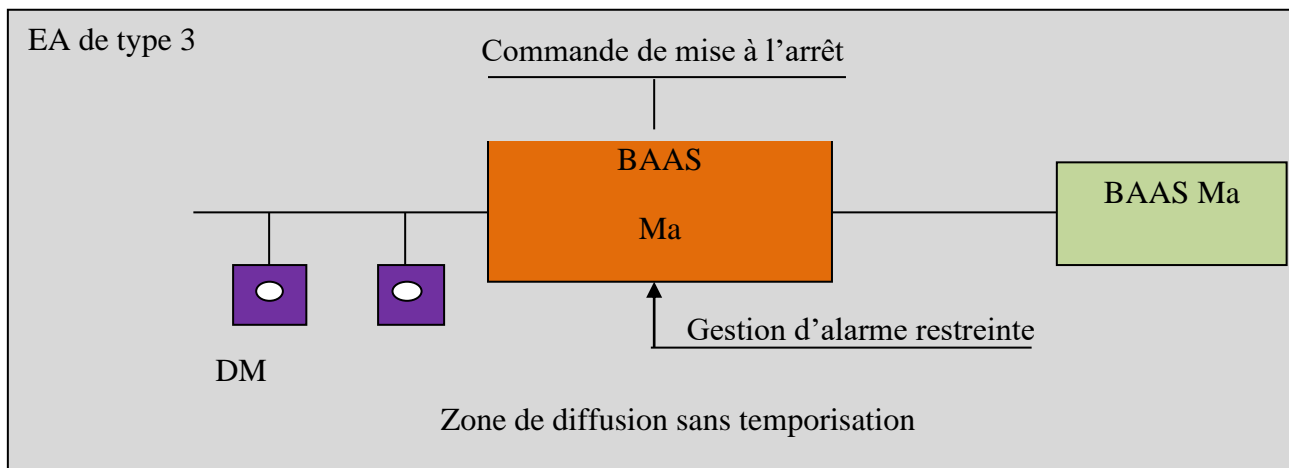 EA de type 3
Commande de mise à l’arrêt
BAAS
Ma
BAAS Ma
Gestion d’alarme restreinte
DM
Zone de diffusion sans temporisation